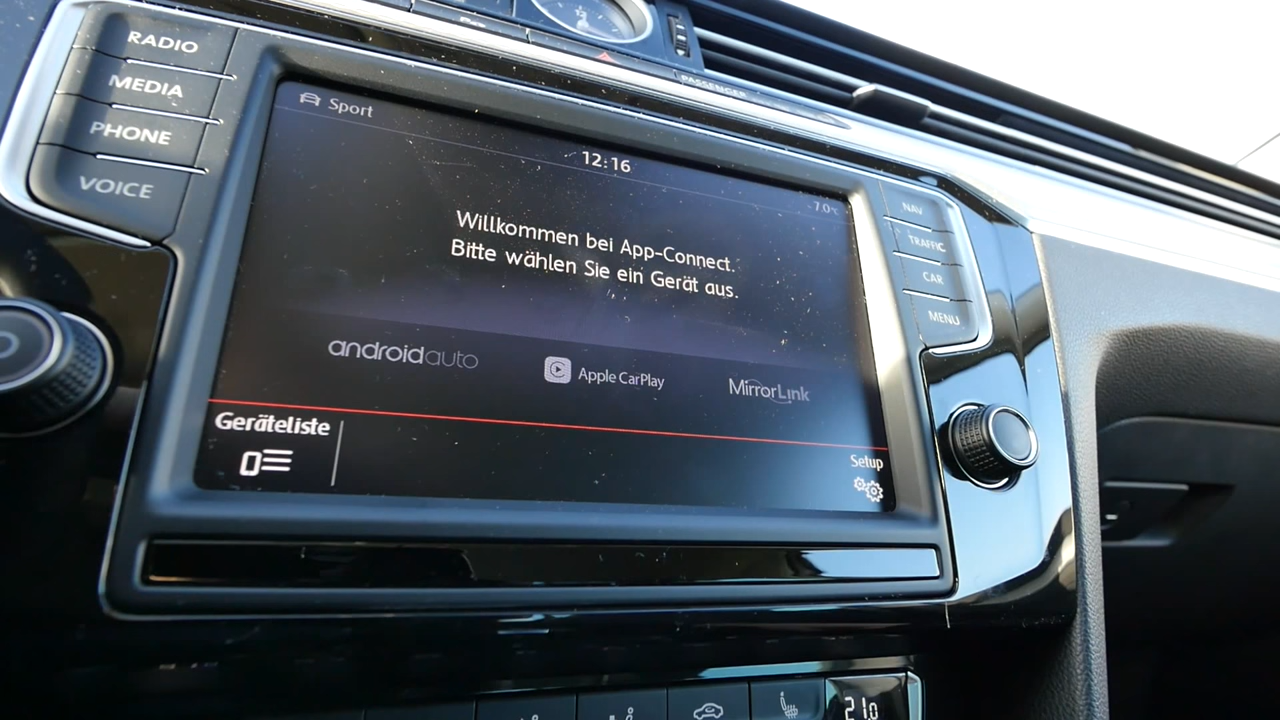 PASSENGER
RADIO
MEDIA
PHONE
VOICE
Sport
12:16
7.0°C
Willkommen bei App-Connect.
Bitte wählen Sie ein Gerät aus.
androidauto
Apple CarPlay
MirrorLink
Geräteliste
Setup
NAV
TRAFFIC
CAR
MENU
21.0